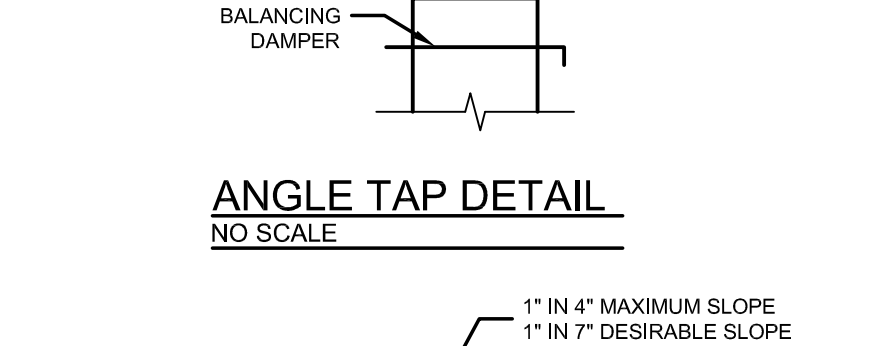 BALANCING
DAMPER
ANGLE TAP DETAIL
NO SCALE
1" IN 4" MAXIMUM SLOPE
1" IN 7" DESIRABLE SLOPE